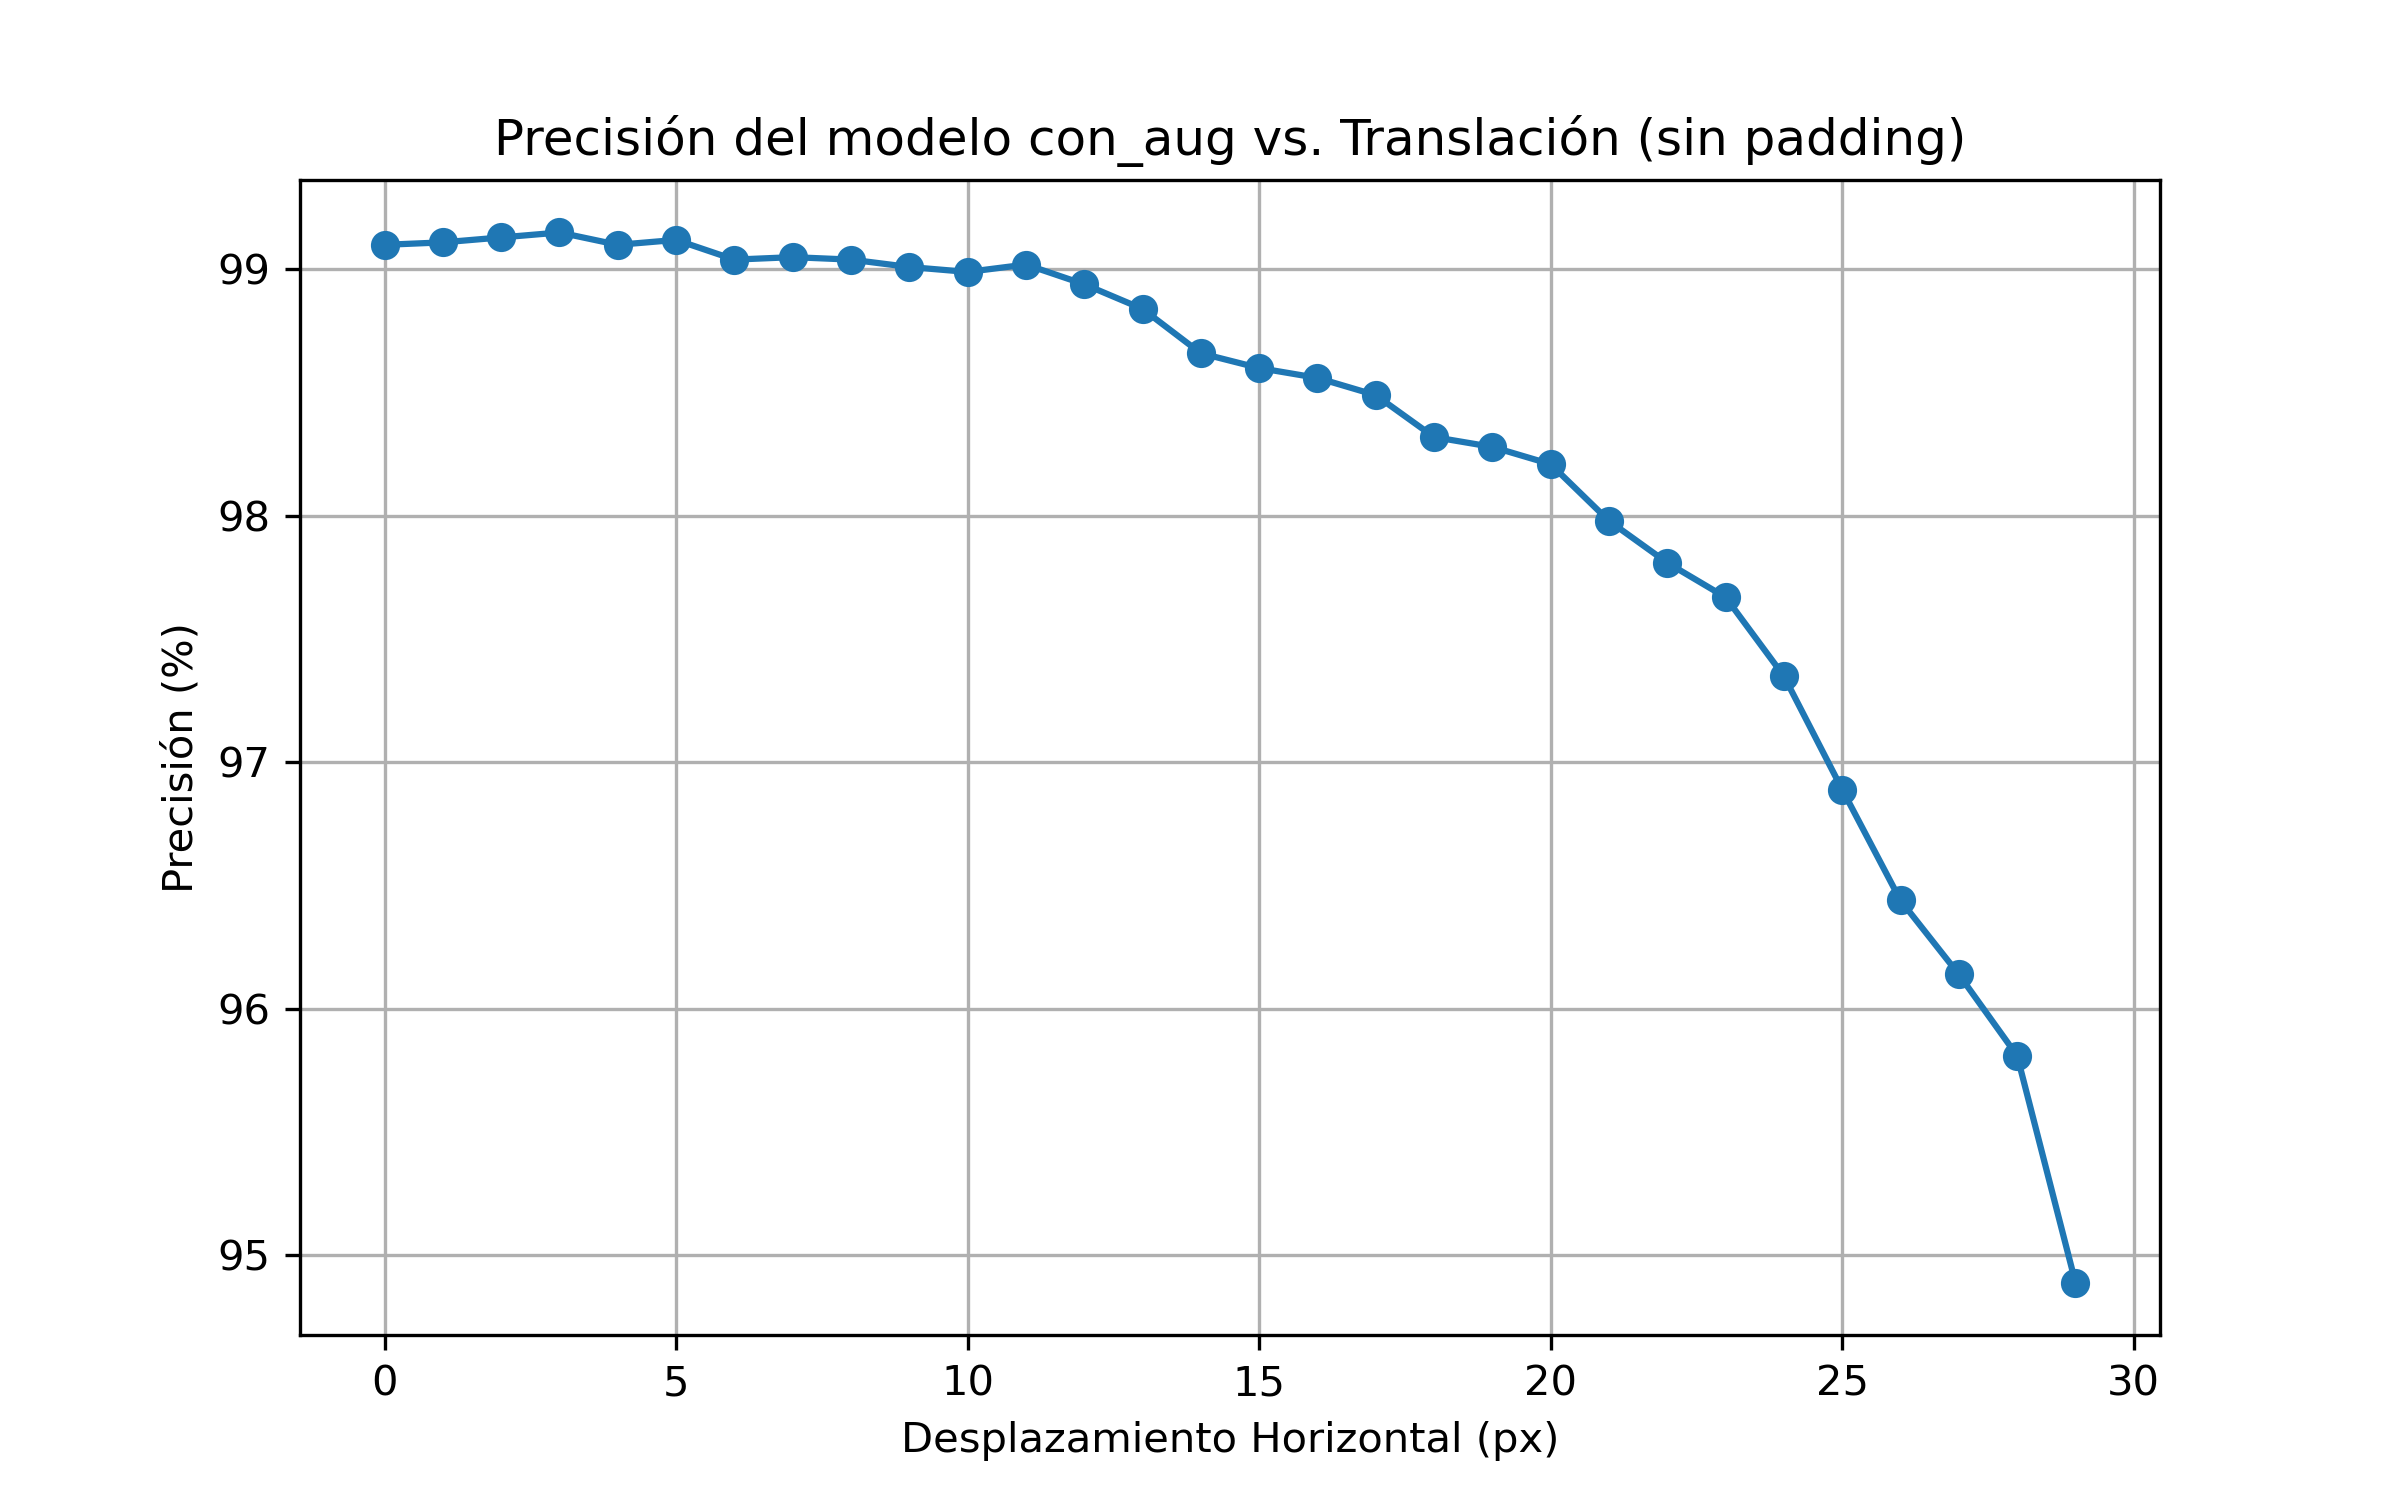 Precisión del modelo con_aug vs. Translación (sin padding)
Precisión (%)
99
98
97
96
95
0 5 10 15 20 25 30
Desplazamiento Horizontal (px)